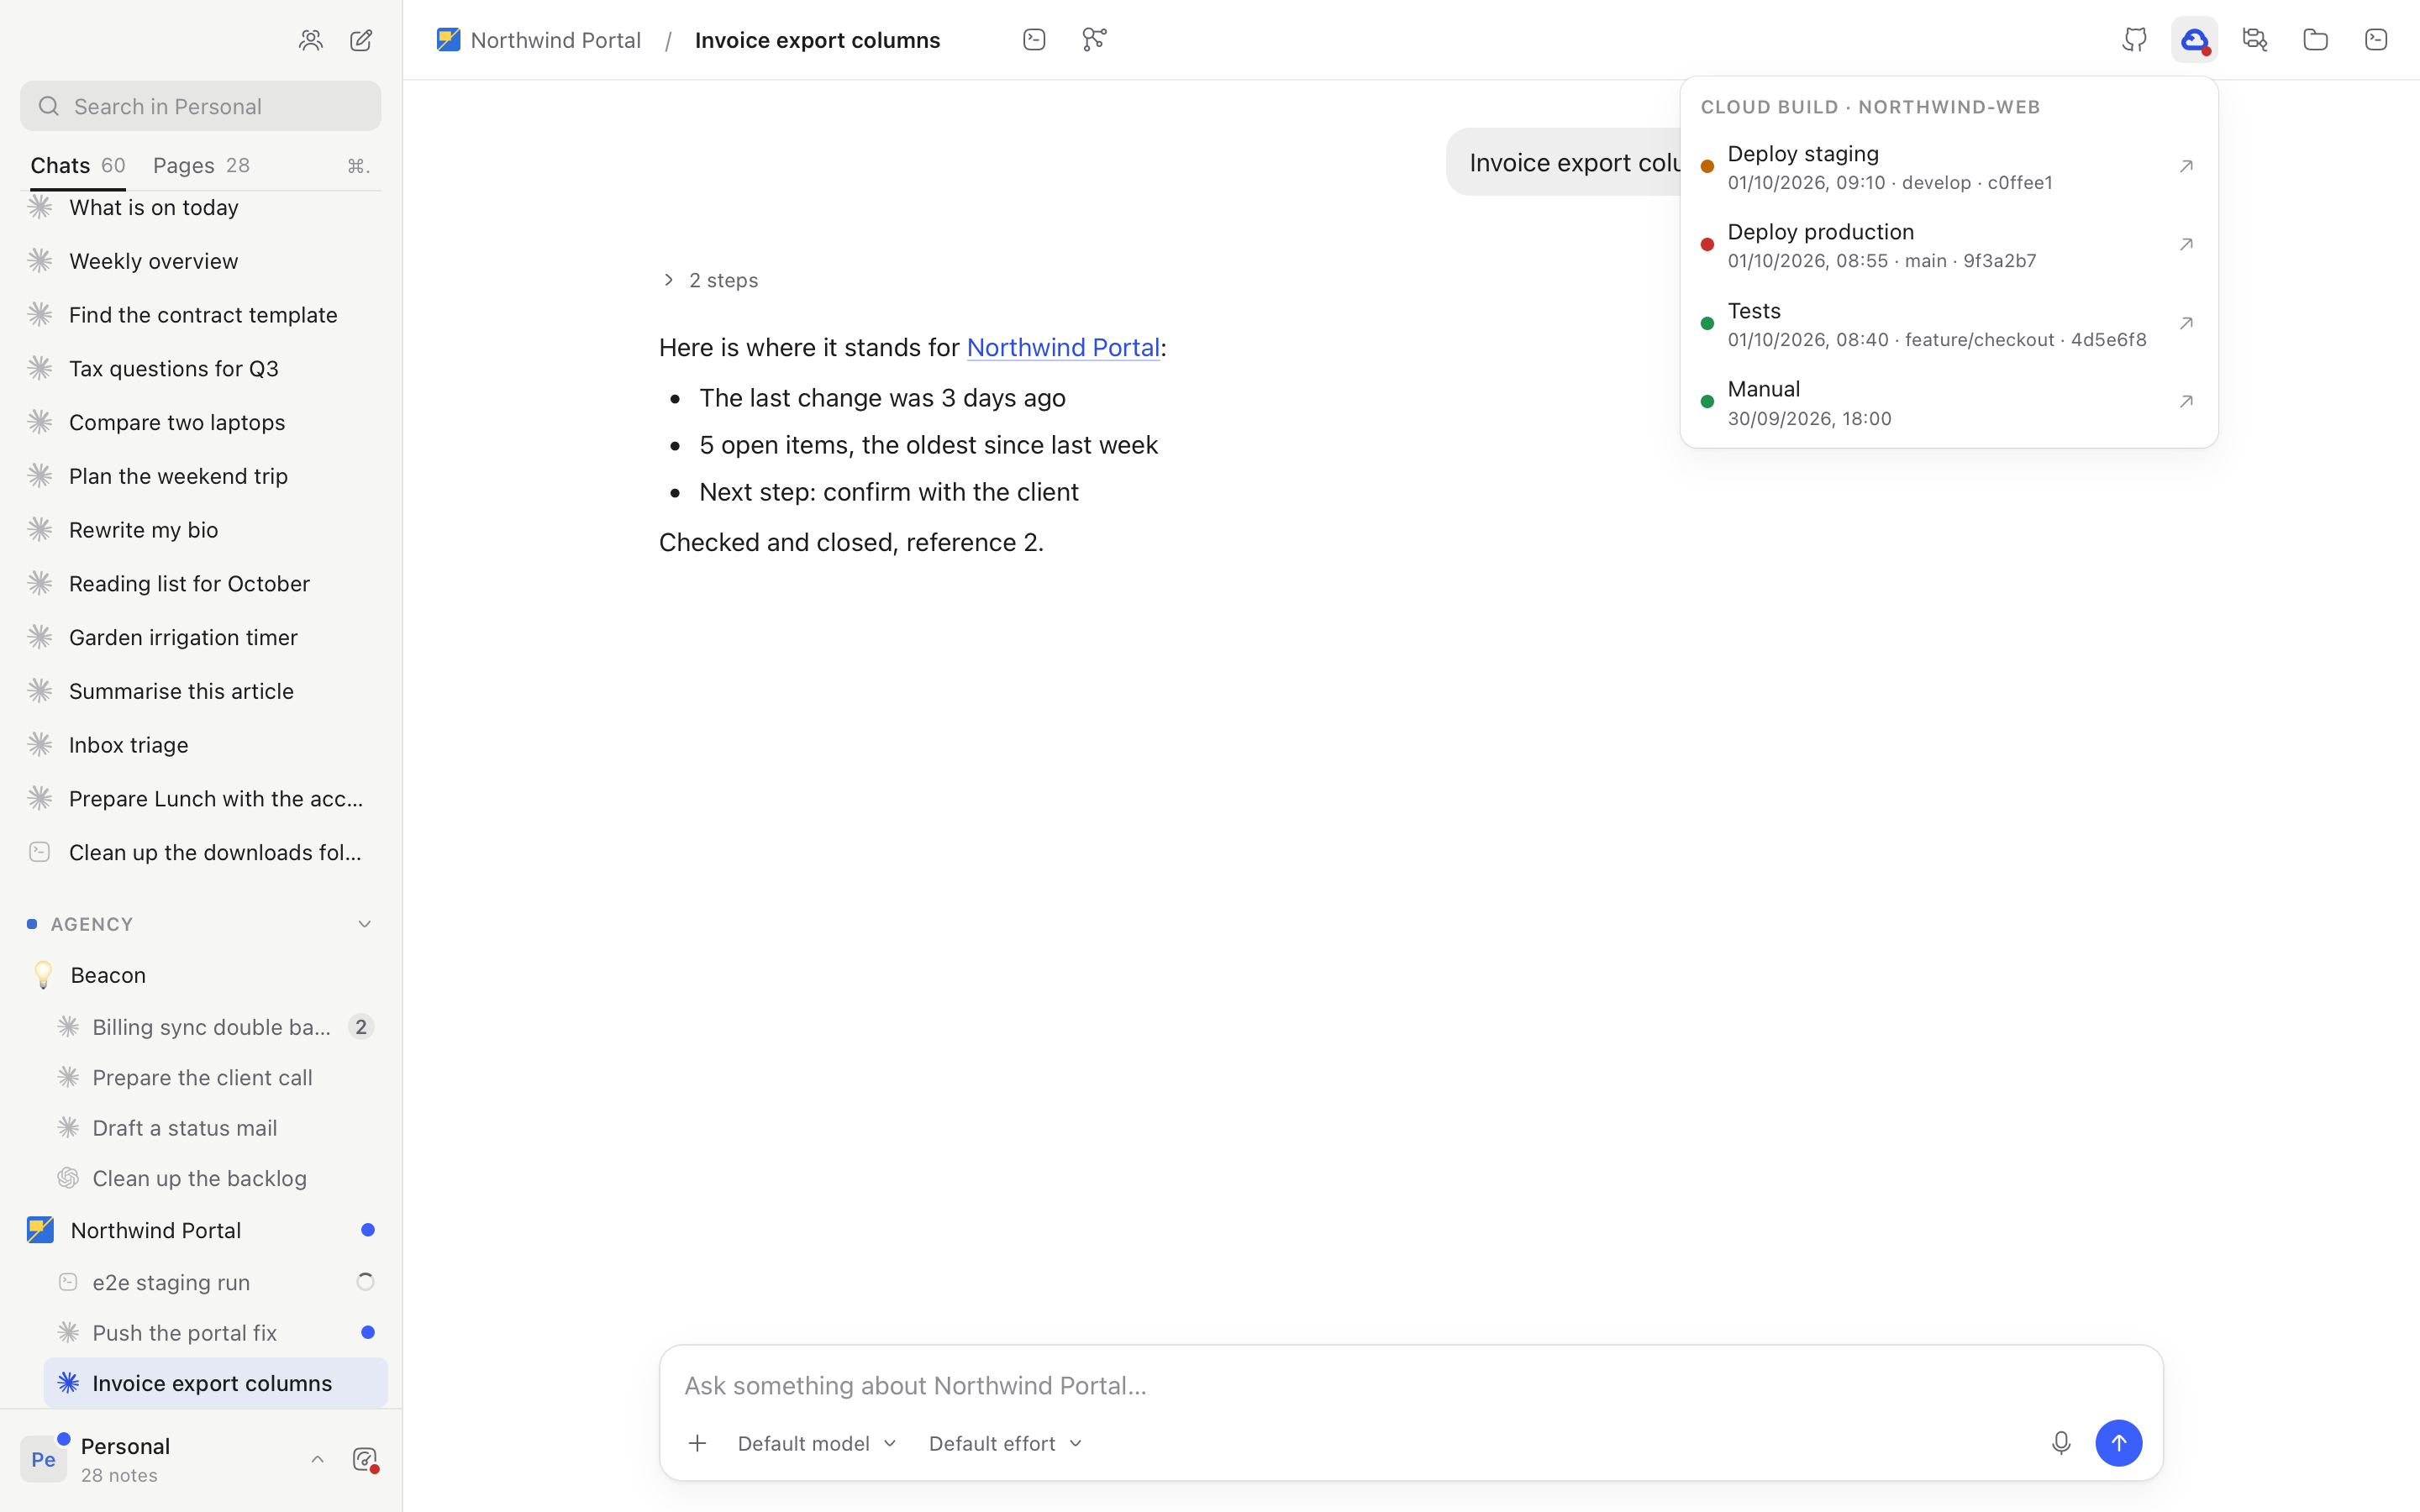 Northwind Portal / Invoice export columns
Search in Personal
Chats 60 Pages 28 ⌘.
What is on today
Weekly overview
Find the contract template
Tax questions for Q3
Compare two laptops
Plan the weekend trip
Rewrite my bio
Reading list for October
Garden irrigation timer
Summarise this article
Inbox triage
Prepare Lunch with the acc...
Clean up the downloads fol...
AGENCY
Beacon
Billing sync double ba... 2
Prepare the client call
Draft a status mail
Clean up the backlog
Northwind Portal
e2e staging run
Push the portal fix
Invoice export columns
Pe Personal
28 notes
Invoice export colu
2 steps
Here is where it stands for Northwind Portal:
• The last change was 3 days ago
• 5 open items, the oldest since last week
• Next step: confirm with the client
Checked and closed, reference 2.
CLOUD BUILD · NORTHWIND-WEB
Deploy staging
01/10/2026, 09:10 · develop · c0ffee1
Deploy production
01/10/2026, 08:55 · main · 9f3a2b7
Tests
01/10/2026, 08:40 · feature/checkout · 4d5e6f8
Manual
30/09/2026, 18:00
Ask something about Northwind Portal...
Default model Default effort